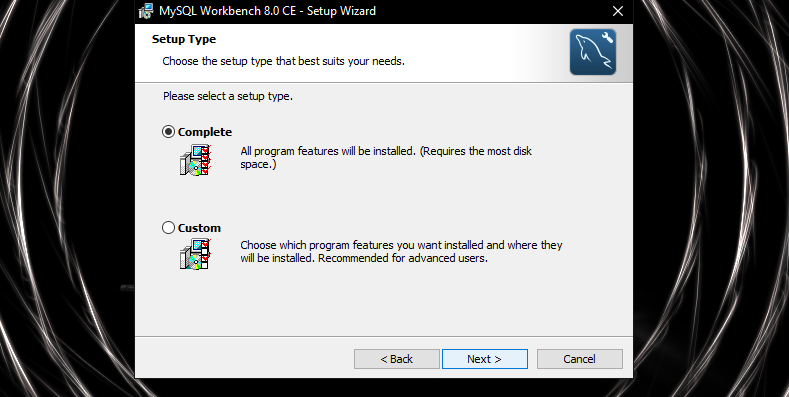 MySQL Workbench 8.0 CE - Setup Wizard
Setup Type
Choose the setup type that best suits your needs.
Please select a setup type.
Complete
All program features will be installed. (Requires the most disk
space.)
Custom
Choose which program features you want installed and where they
will be installed. Recommended for advanced users.
< Back
Next >
Cancel